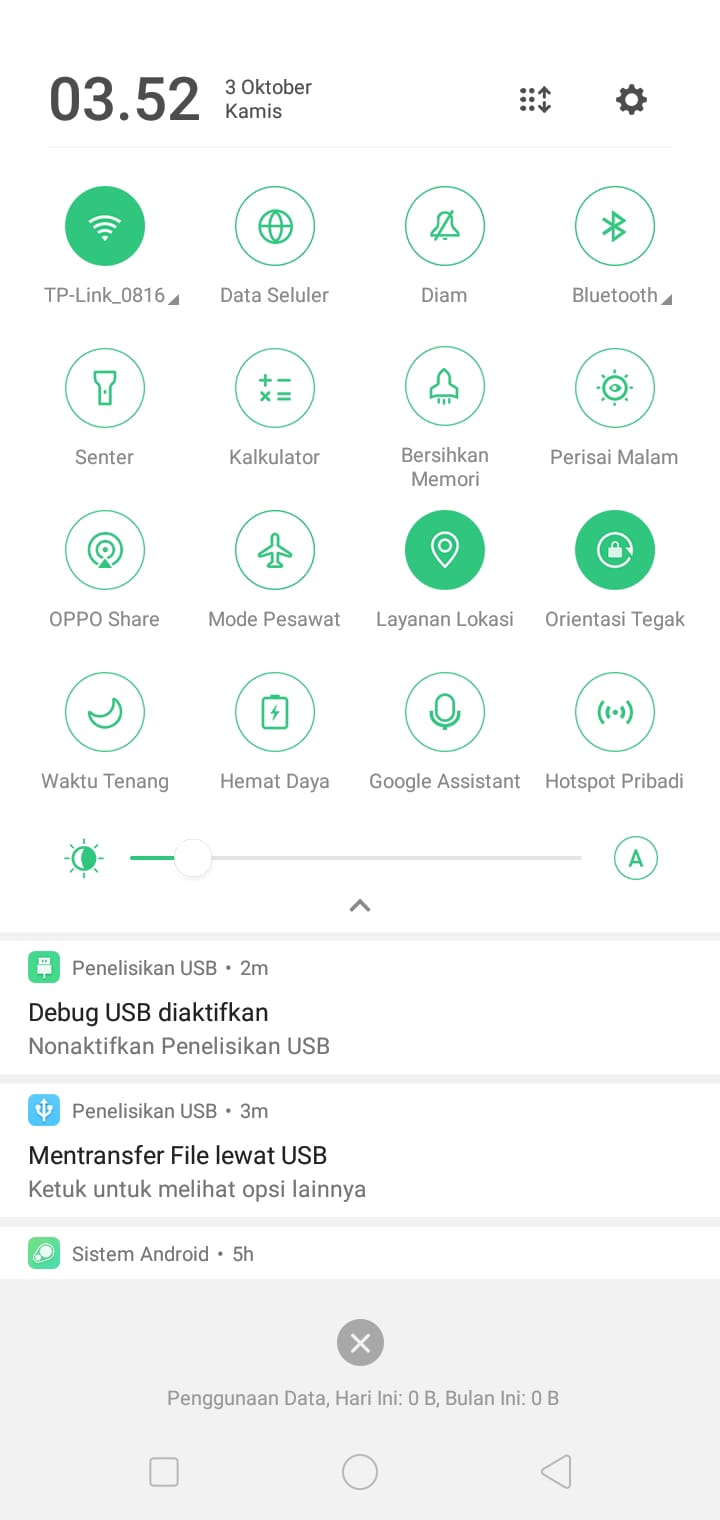 03.52
3 Oktober
Kamis
TP-Link_0816
Data Seluler
Diam
Bluetooth
Senter
Kalkulator
Bersihkan
Memori
Perisai Malam
OPPO Share
Mode Pesawat
Layanan Lokasi
Orientasi Tegak
Waktu Tenang
Hemat Daya
Google Assistant
Hotspot Pribadi
A
Penelisikan USB • 2m
Debug USB diaktifkan
Nonaktifkan Penelisikan USB
Penelisikan USB • 3m
Mentransfer File lewat USB
Ketuk untuk melihat opsi lainnya
Sistem Android • 5h
Penggunaan Data, Hari Ini: 0 B, Bulan Ini: 0 B